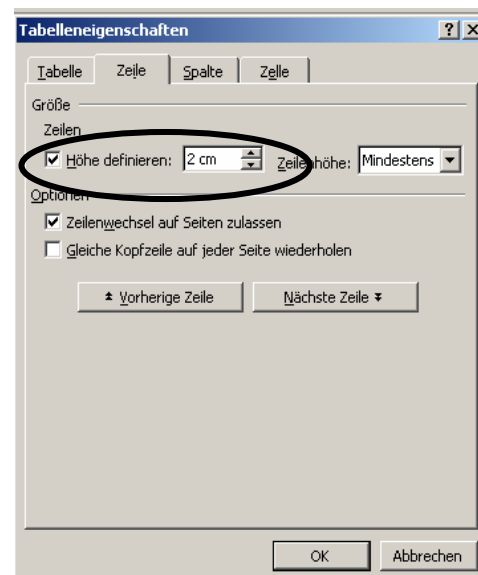 Tabelleneigenschaften ? X
Tabelle Zeile Spalte Zelle
Größe
Zeilen
Höhe definieren: 2 cm Zeilenhöhe: Mindestens
Optionen
Zeilenwechsel auf Seiten zulassen
Gleiche Kopfzeile auf jeder Seite wiederholen
Vorherige Zeile Nächste Zeile
OK Abbrechen